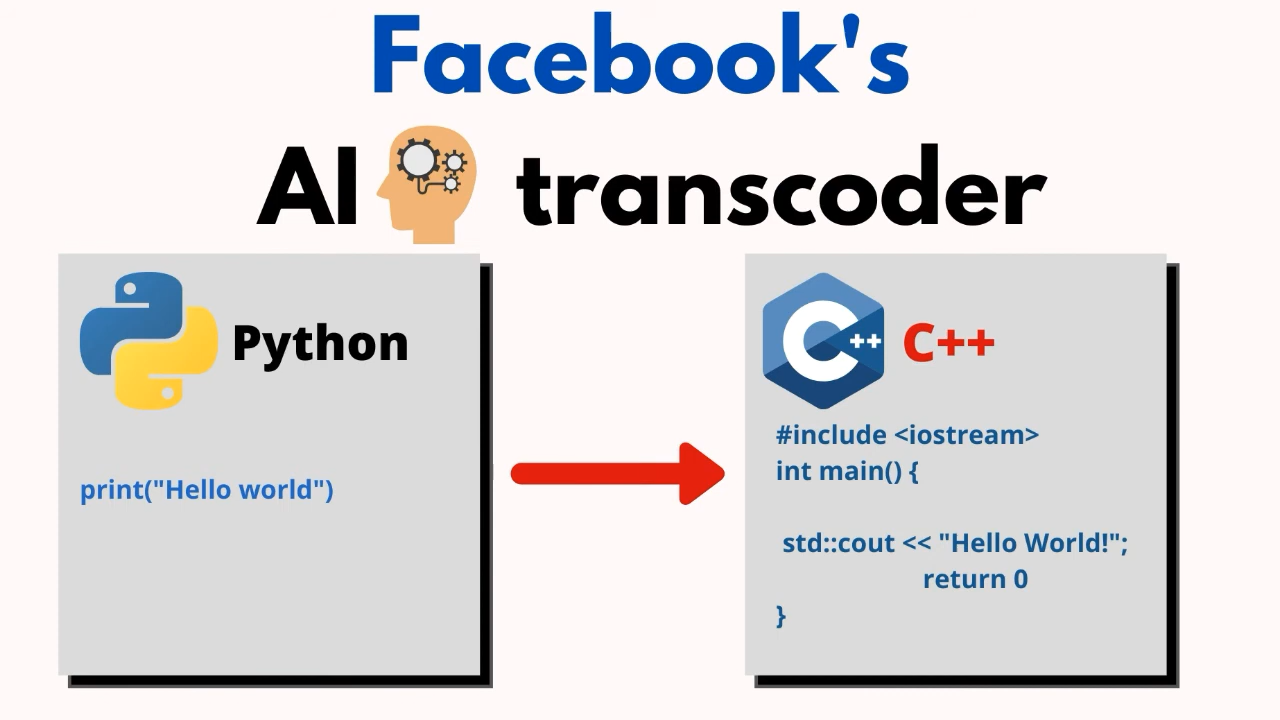 Facebook's
AI transcoder
Python
print("Hello world")
C++
C++
#include <iostream>
int main() {
std::cout << "Hello World!";
return 0
}